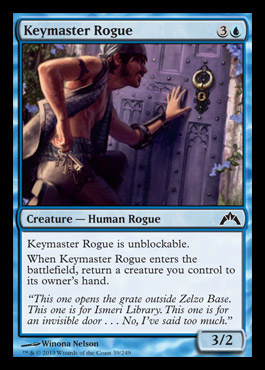 Keymaster Rogue 3
Creature — Human Rogue
Keymaster Rogue is unblockable.
When Keymaster Rogue enters the
battlefield, return a creature you control to
its owner's hand.
"This one opens the grate outside Zelzo Base.
This one is for Ismeri Library. This one is for
an invisible door . . . No, I've said too much."
Winona Nelson
™ & © 2013 Wizards of the Coast 39/249
3/2